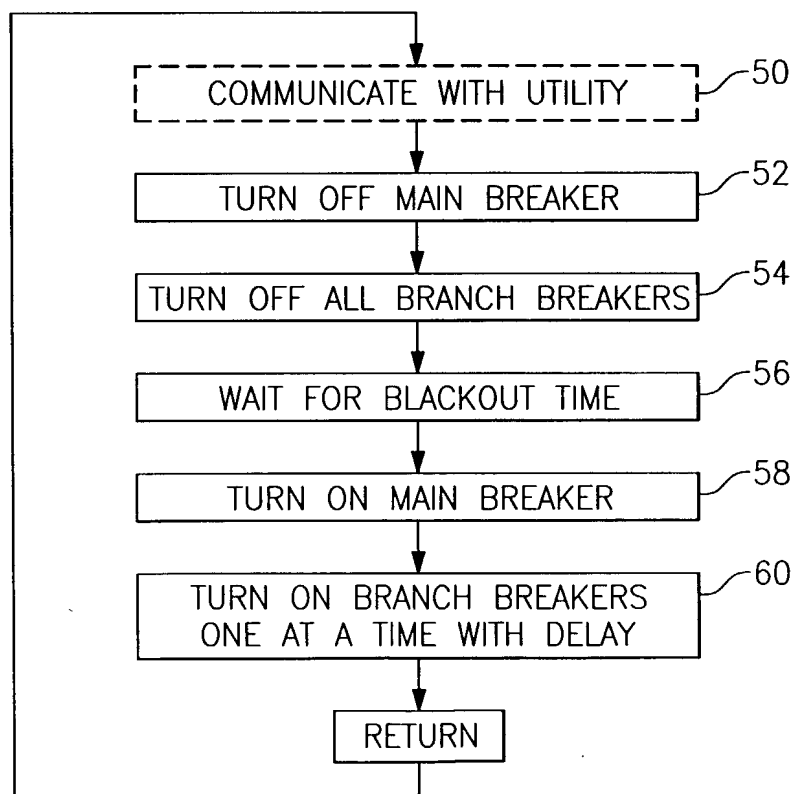 COMMUNICATE WITH UTILITY
50
TURN OFF MAIN BREAKER
52
TURN OFF ALL BRANCH BREAKERS
54
WAIT FOR BLACKOUT TIME
56
TURN ON MAIN BREAKER
58
TURN ON BRANCH BREAKERS
ONE AT A TIME WITH DELAY
60
RETURN